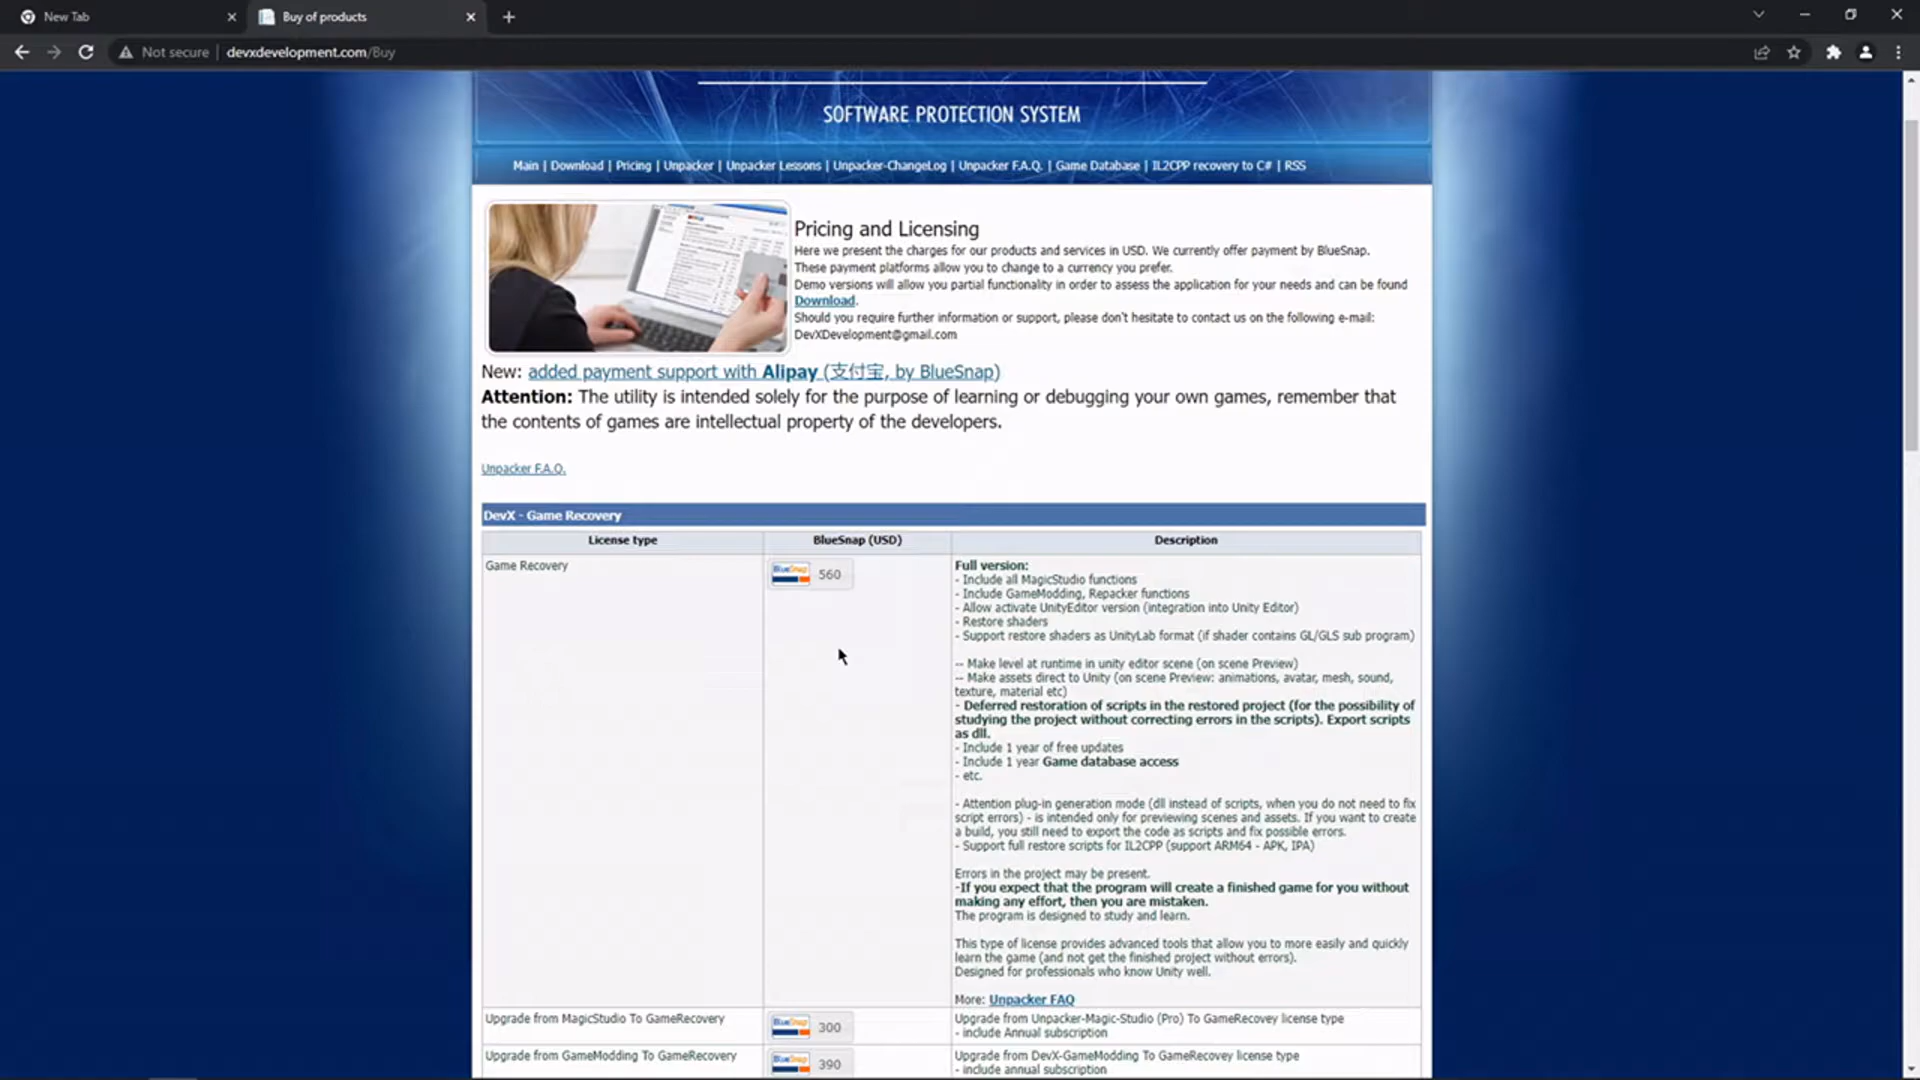 New Tab
Buy of products
Not secure
devxdevelopment.com/Buy
SOFTWARE PROTECTION SYSTEM
Main | Download | Pricing | Unpacker | Unpacker Lessons | Unpacker-ChangeLog | Unpacker F.A.Q. | Game Database | IL2CPP recovery to C# | RSS
Pricing and Licensing
Here we present the charges for our products and services in USD. We currently offer payment by BlueSnap.
These payment platforms allow you to change to a currency you prefer.
Demo versions will allow you partial functionality in order to assess the application for your needs and can be found
Download.
Should you require further information or support, please don't hesitate to contact us on the following e-mail:
DevXDevelopment@gmail.com
New: added payment support with Alipay (支付宝, by BlueSnap)
Attention: The utility is intended solely for the purpose of learning or debugging your own games, remember that
the contents of games are intellectual property of the developers.
Unpacker F.A.Q.
DevX - Game Recovery
License type
BlueSnap (USD)
Description
Game Recovery
BlueSnap 560
Full version:
- Include all MagicStudio functions
- Include GameModding, Repacker functions
- Allow activate UnityEditor version (integration into Unity Editor)
- Restore shaders
- Support restore shaders as UnityLab format (if shader contains GL/GLS sub program)
-- Make level at runtime in unity editor scene (on scene Preview)
-- Make assets direct to Unity (on scene Preview: animations, avatar, mesh, sound,
texture, material etc)
- Deferred restoration of scripts in the restored project (for the possibility of
studying the project without correcting errors in the scripts). Export scripts
as dll.
- Include 1 year of free updates
- Include 1 year Game database access
- etc.
- Attention plug-in generation mode (dll instead of scripts, when you do not need to fix
script errors) - is intended only for previewing scenes and assets. If you want to create
a build, you still need to export the code as scripts and fix possible errors.
- Support full restore scripts for IL2CPP (support ARM64 - APK, IPA)
Errors in the project may be present.
-If you expect that the program will create a finished game for you without
making any effort, then you are mistaken.
The program is designed to study and learn.
This type of license provides advanced tools that allow you to more easily and quickly
learn the game (and not get the finished project without errors).
Designed for professionals who know Unity well.
More: Unpacker FAQ
Upgrade from MagicStudio To GameRecovery
BlueSnap 300
Upgrade from Unpacker-Magic-Studio (Pro) To GameRecovey license type
- include Annual subscription
Upgrade from GameModding To GameRecovery
BlueSnap 390
Upgrade from DevX-GameModding To GameRecovey license type
- include annual subscription